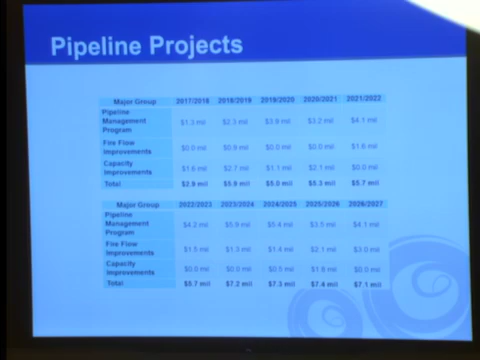 Pipeline Projects
Major Group 2017/2018 2018/2019 2019/2020 2020/2021 2021/2022
Pipeline
Management
Program
$1.3 mil $2.3 mil $3.9 mil $3.2 mil $4.1 mil
Fire Flow
Improvements
$0.0 mil $0.9 mil $0.0 mil $0.0 mil $1.6 mil
Capacity
Improvements
$1.6 mil $2.7 mil $1.1 mil $2.1 mil $0.0 mil
Total $2.9 mil $5.9 mil $5.0 mil $5.3 mil $5.7 mil
Major Group 2022/2023 2023/2024 2024/2025 2025/2026 2026/2027
Pipeline
Management
Program
$4.2 mil $5.9 mil $5.4 mil $3.5 mil $4.1 mil
Fire Flow
Improvements
$1.5 mil $1.3 mil $1.4 mil $2.1 mil $3.0 mil
Capacity
Improvements
$0.0 mil $0.0 mil $0.5 mil $1.8 mil $0.0 mil
Total $5.7 mil $7.2 mil $7.3 mil $7.4 mil $7.1 mil